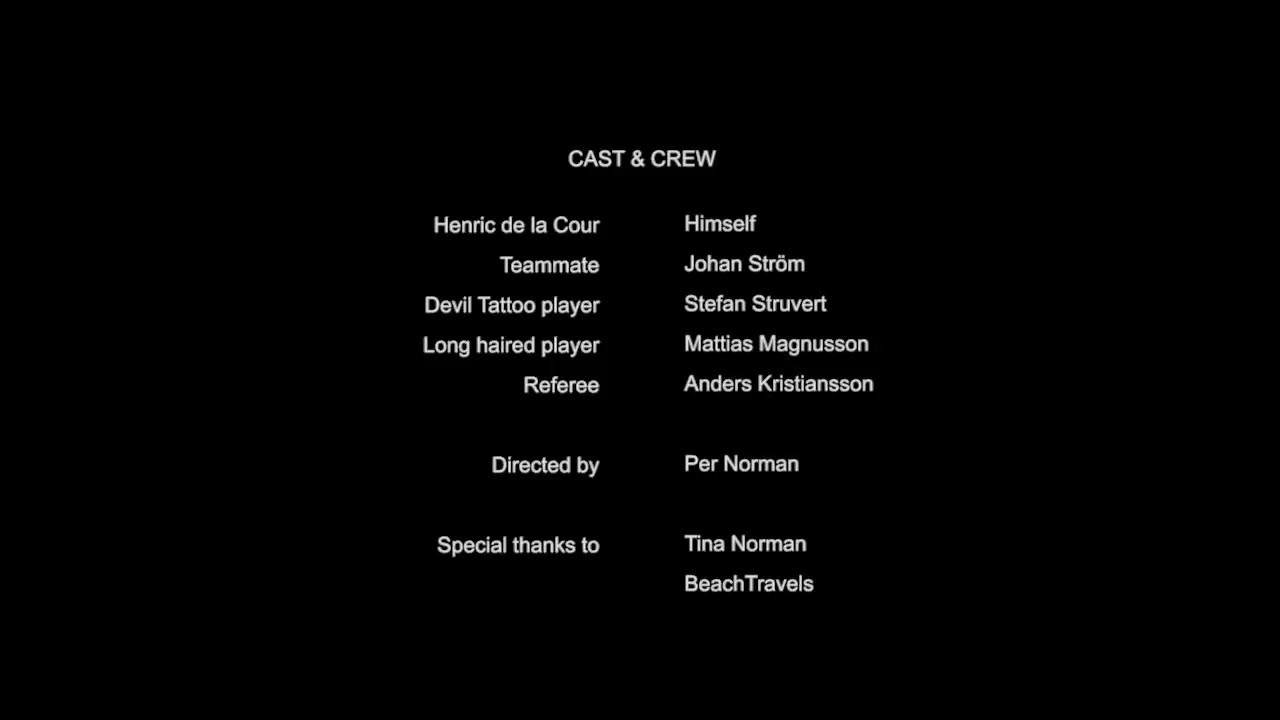 CAST & CREW
Henric de la Cour Himself
Teammate Johan Ström
Devil Tattoo player Stefan Struvert
Long haired player Mattias Magnusson
Referee Anders Kristiansson
Directed by Per Norman
Special thanks to Tina Norman
BeachTravels